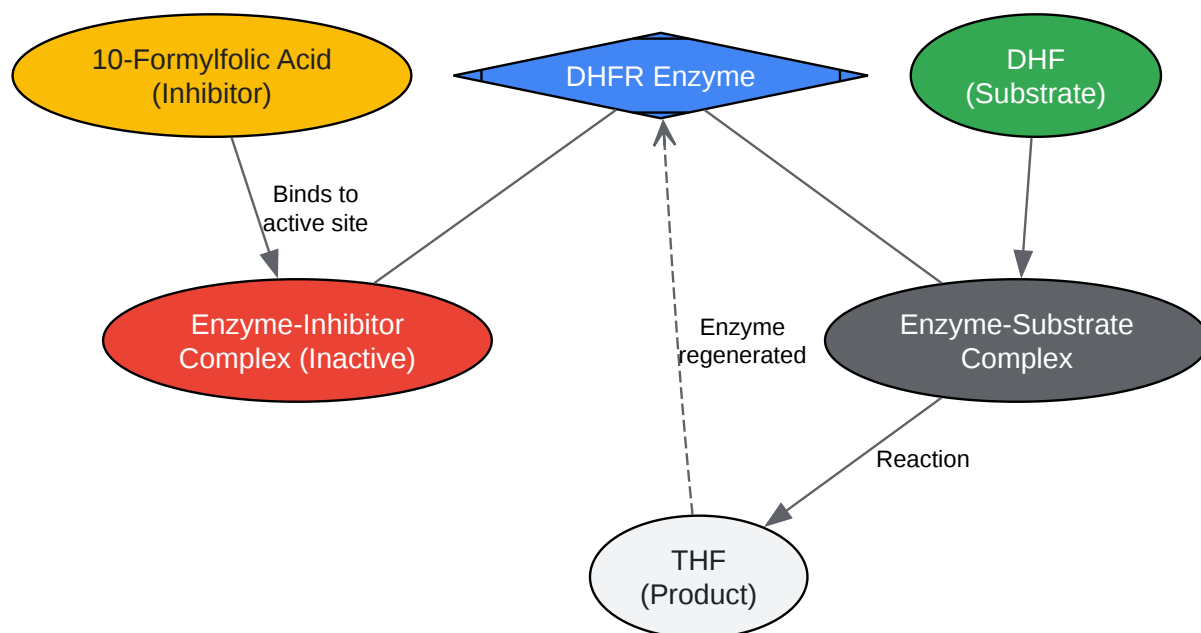 10-Formylfolic Acid
(Inhibitor)
DHFR Enzyme
DHF
(Substrate)
Binds to
active site
Enzyme-Inhibitor
Complex (Inactive)
Enzyme
regenerated
Enzyme-Substrate
Complex
Reaction
THF
(Product)